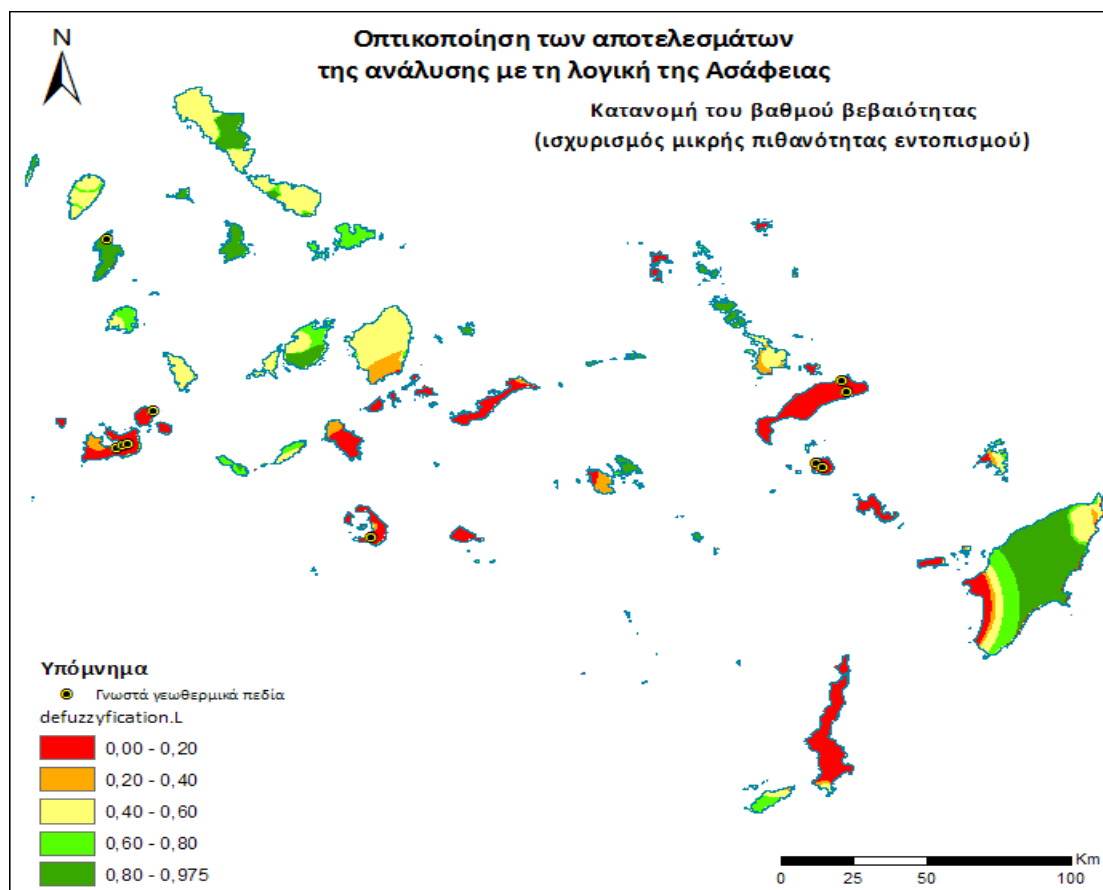 N
Οπτικοποίηση των αποτελεσμάτων
της ανάλυσης με τη λογική της Ασάφειας
Κατανομή του βαθμού βεβαιότητας
(ισχυρισμός μικρής πιθανότητας εντοπισμού)
Υπόμνημα
Γνωστά γεωθερμικά πεδία
defuzzyfication.L
0,00 - 0,20
0,20 - 0,40
0,40 - 0,60
0,60 - 0,80
0,80 - 0,975
Km
0 25 50 100